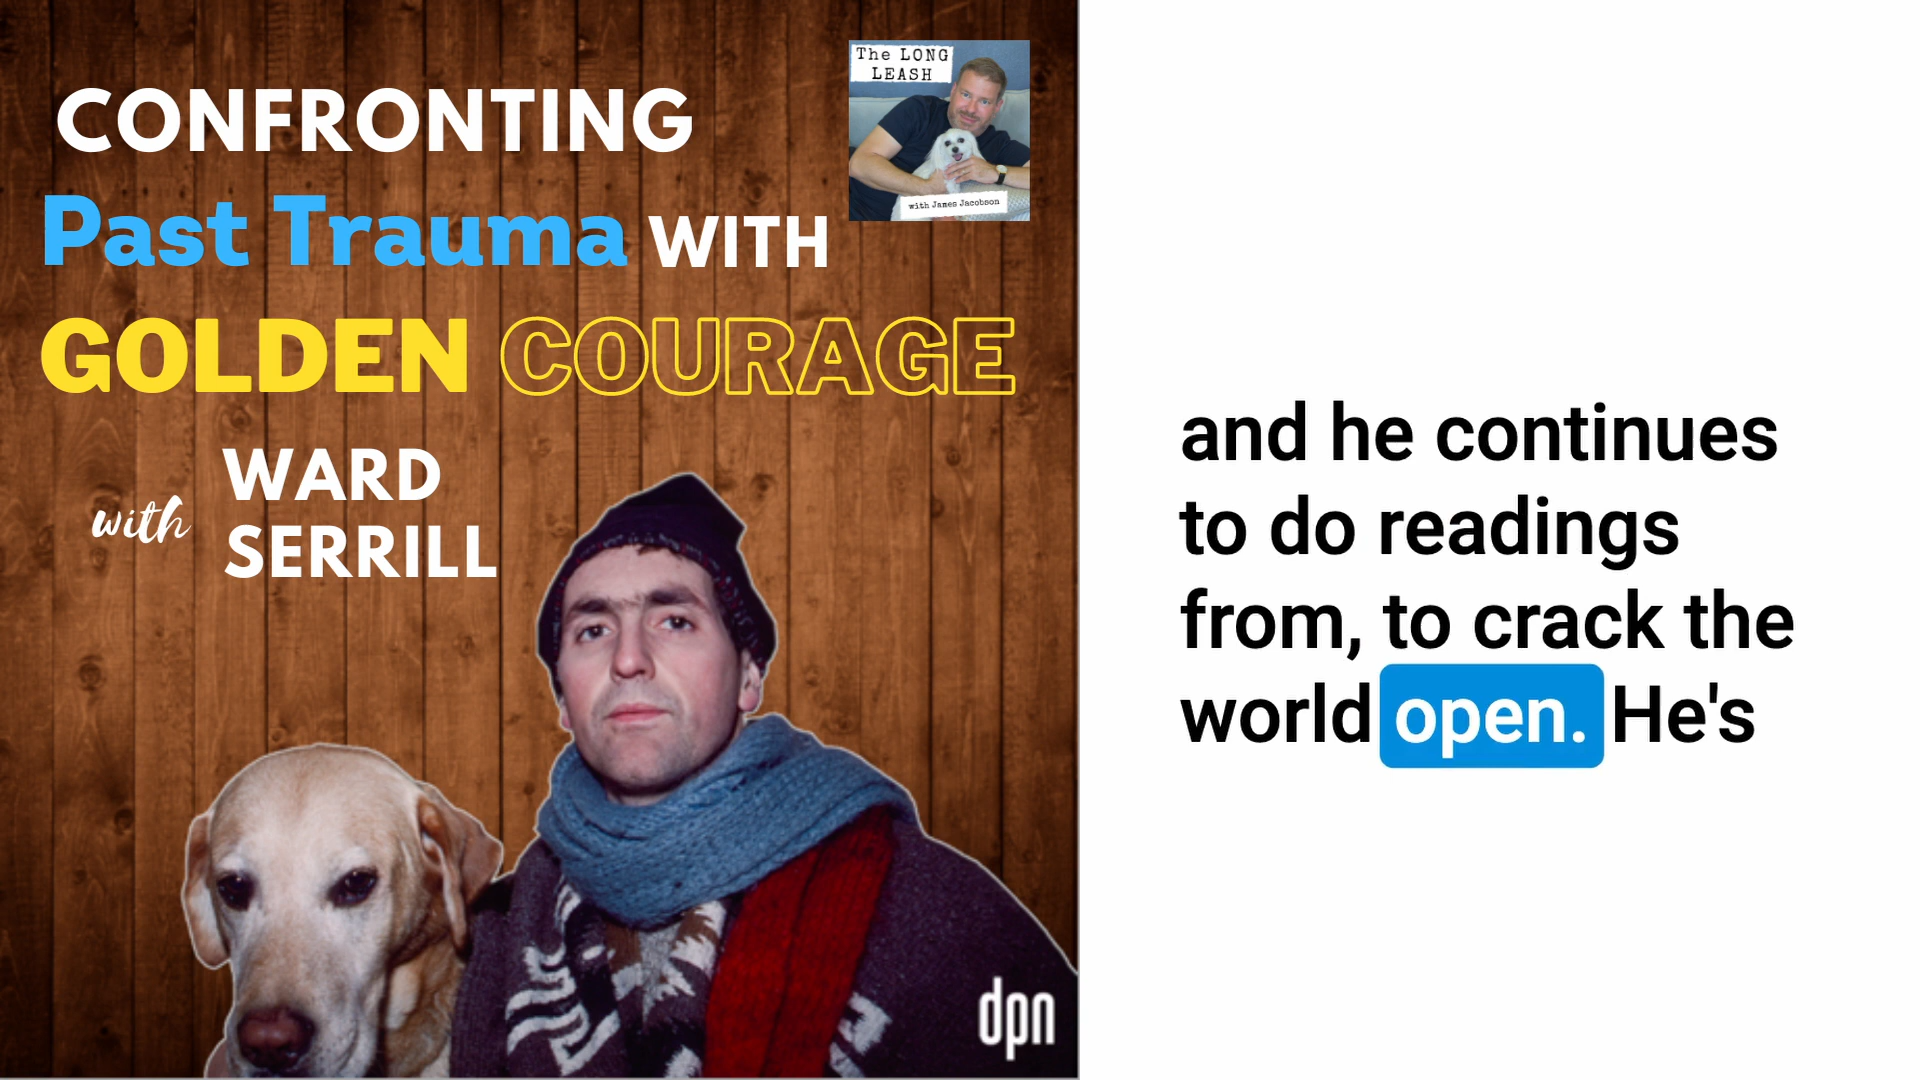 The LONG
LEASH
with James Jacobson
CONFRONTING
Past Trauma WITH
GOLDEN COURAGE
with WARD
SERRILL
dpn
and he continues
to do readings
from, to crack the
world open. He's